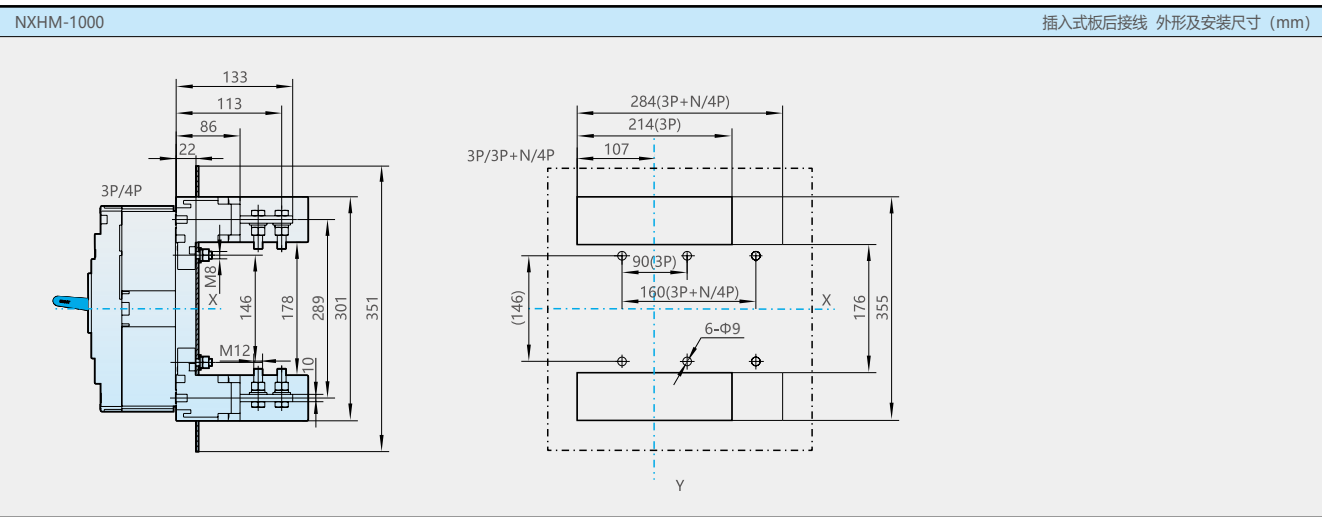 NXHM-1000
插入式板后接线 外形及安装尺寸（mm）
133
113
86
22
3P/4P
M8
X
146
178
289
301
351
M12
10
284(3P+N/4P)
214(3P)
107
3P/3P+N/4P
90(3P)
160(3P+N/4P)
(146)
X
176
355
6-Φ9
Y